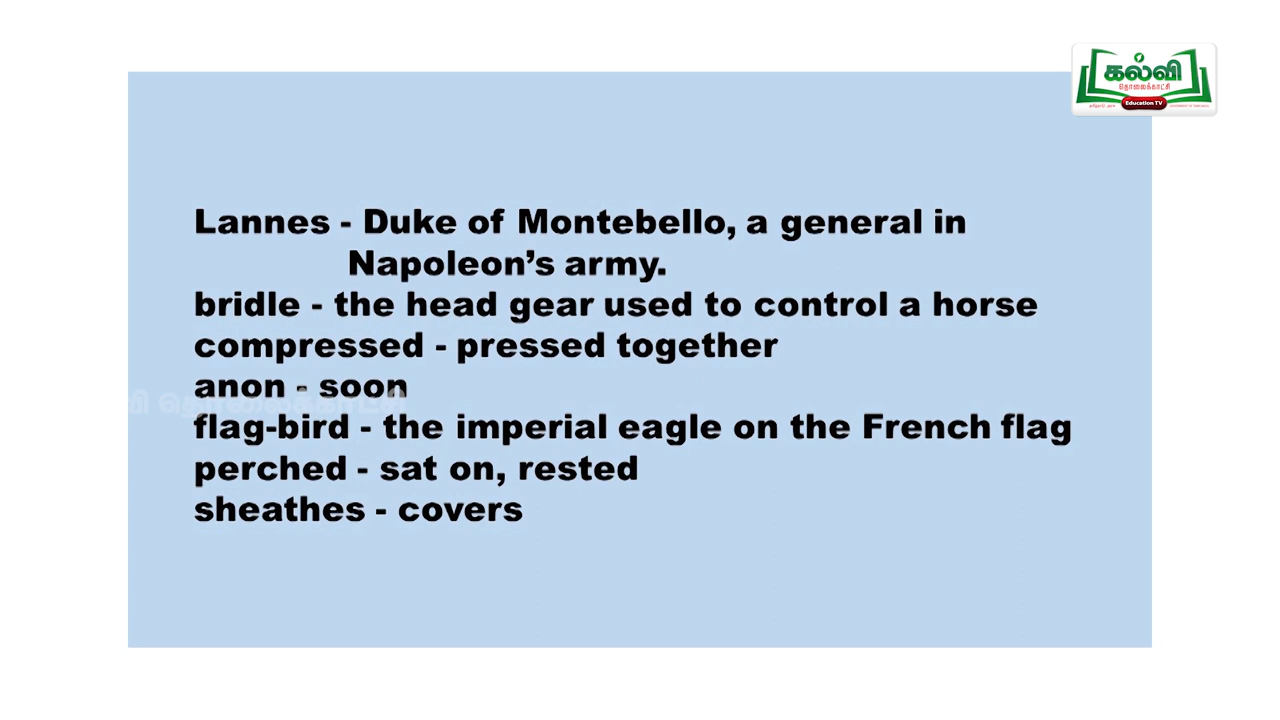 கல்வி
தொலைக்காட்சி
Education TV
Lannes - Duke of Montebello, a general in
Napoleon’s army.
bridle - the head gear used to control a horse
compressed - pressed together
anon - soon
வி தொலைக்காட்சி
flag-bird - the imperial eagle on the French flag
perched - sat on, rested
sheathes - covers